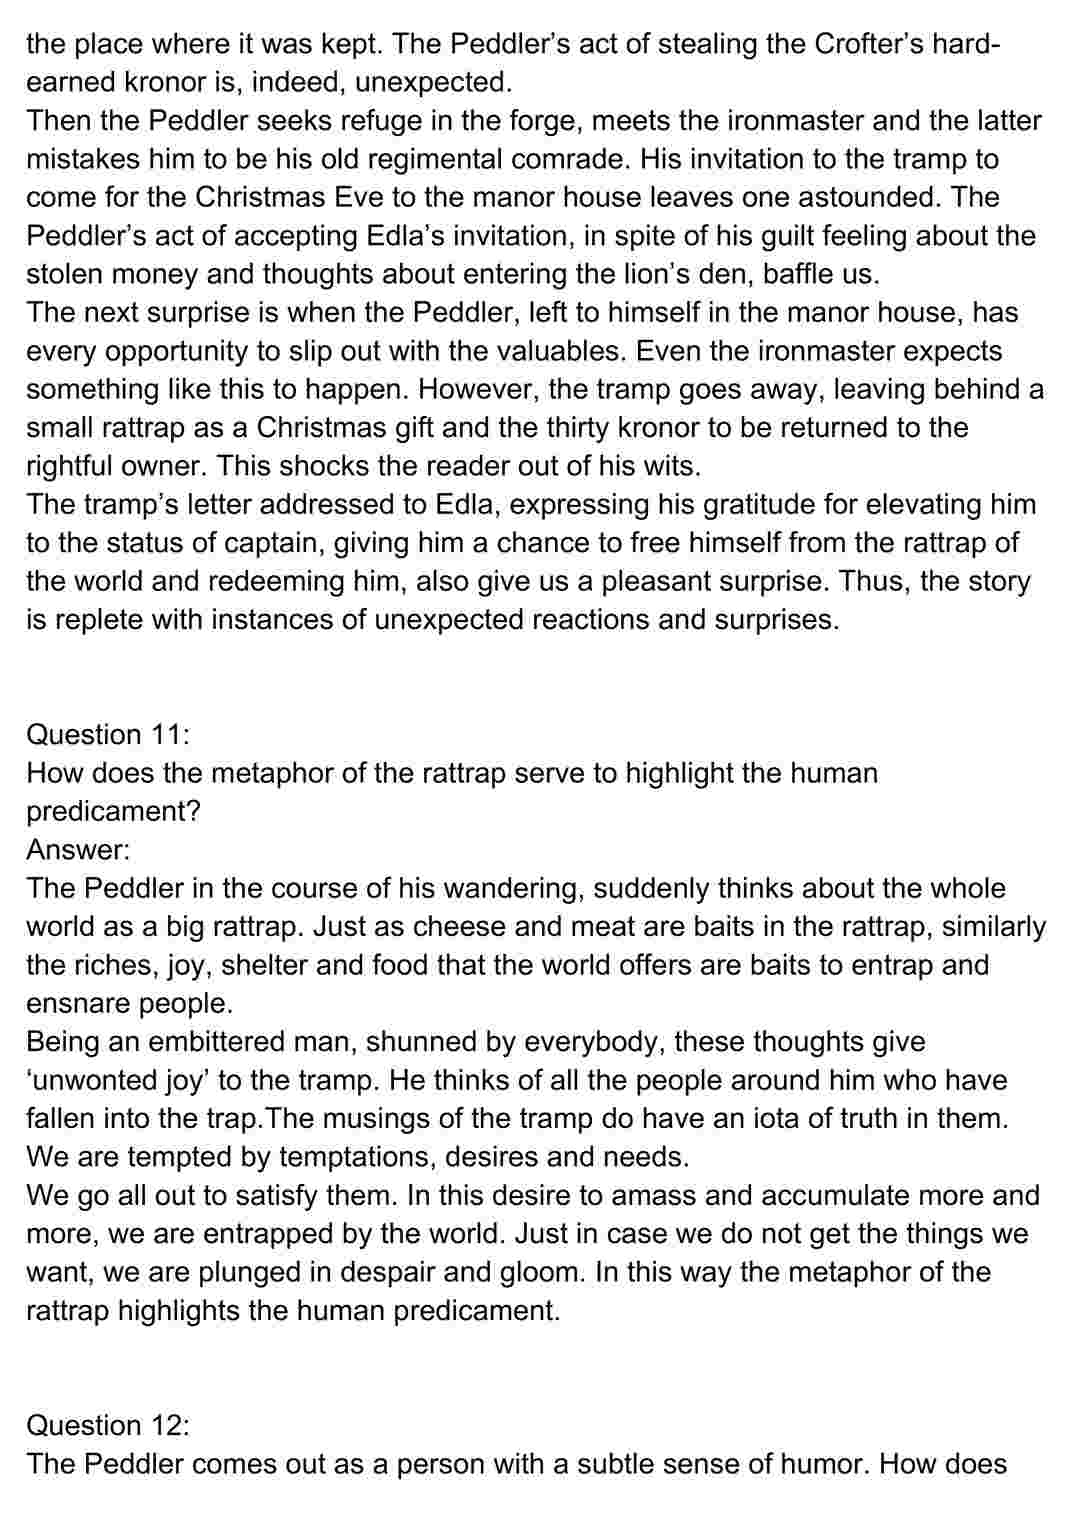 the place where it was kept. The Peddler’s act of stealing the Crofter’s hard-
earned kronor is, indeed, unexpected.
Then the Peddler seeks refuge in the forge, meets the ironmaster and the latter
mistakes him to be his old regimental comrade. His invitation to the tramp to
come for the Christmas Eve to the manor house leaves one astounded. The
Peddler’s act of accepting Edla’s invitation, in spite of his guilt feeling about the
stolen money and thoughts about entering the lion’s den, baffle us.
The next surprise is when the Peddler, left to himself in the manor house, has
every opportunity to slip out with the valuables. Even the ironmaster expects
something like this to happen. However, the tramp goes away, leaving behind a
small rattrap as a Christmas gift and the thirty kronor to be returned to the
rightful owner. This shocks the reader out of his wits.
The tramp’s letter addressed to Edla, expressing his gratitude for elevating him
to the status of captain, giving him a chance to free himself from the rattrap of
the world and redeeming him, also give us a pleasant surprise. Thus, the story
is replete with instances of unexpected reactions and surprises.
Question 11:
How does the metaphor of the rattrap serve to highlight the human
predicament?
Answer:
The Peddler in the course of his wandering, suddenly thinks about the whole
world as a big rattrap. Just as cheese and meat are baits in the rattrap, similarly
the riches, joy, shelter and food that the world offers are baits to entrap and
ensnare people.
Being an embittered man, shunned by everybody, these thoughts give
‘unwonted joy’ to the tramp. He thinks of all the people around him who have
fallen into the trap.The musings of the tramp do have an iota of truth in them.
We are tempted by temptations, desires and needs.
We go all out to satisfy them. In this desire to amass and accumulate more and
more, we are entrapped by the world. Just in case we do not get the things we
want, we are plunged in despair and gloom. In this way the metaphor of the
rattrap highlights the human predicament.
Question 12:
The Peddler comes out as a person with a subtle sense of humor. How does